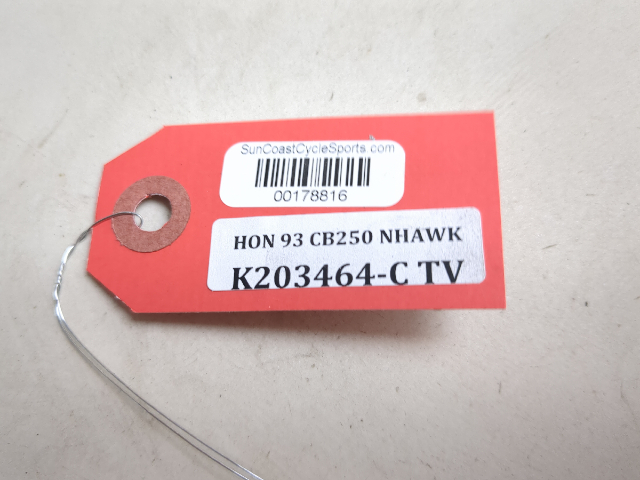 SunCoastCycleSports.com
00178816
HON 93 CB250 NHAWK
K203464-C TV